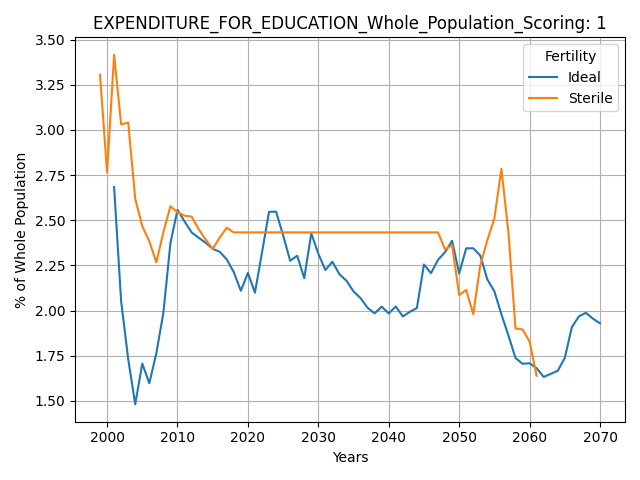 EXPENDITURE_FOR_EDUCATION_Whole_Population_Scoring: 1
Fertility
Ideal
Sterile
% of Whole Population
3.50
3.25
3.00
2.75
2.50
2.25
2.00
1.75
1.50
2000 2010 2020 2030 2040 2050 2060 2070
Years